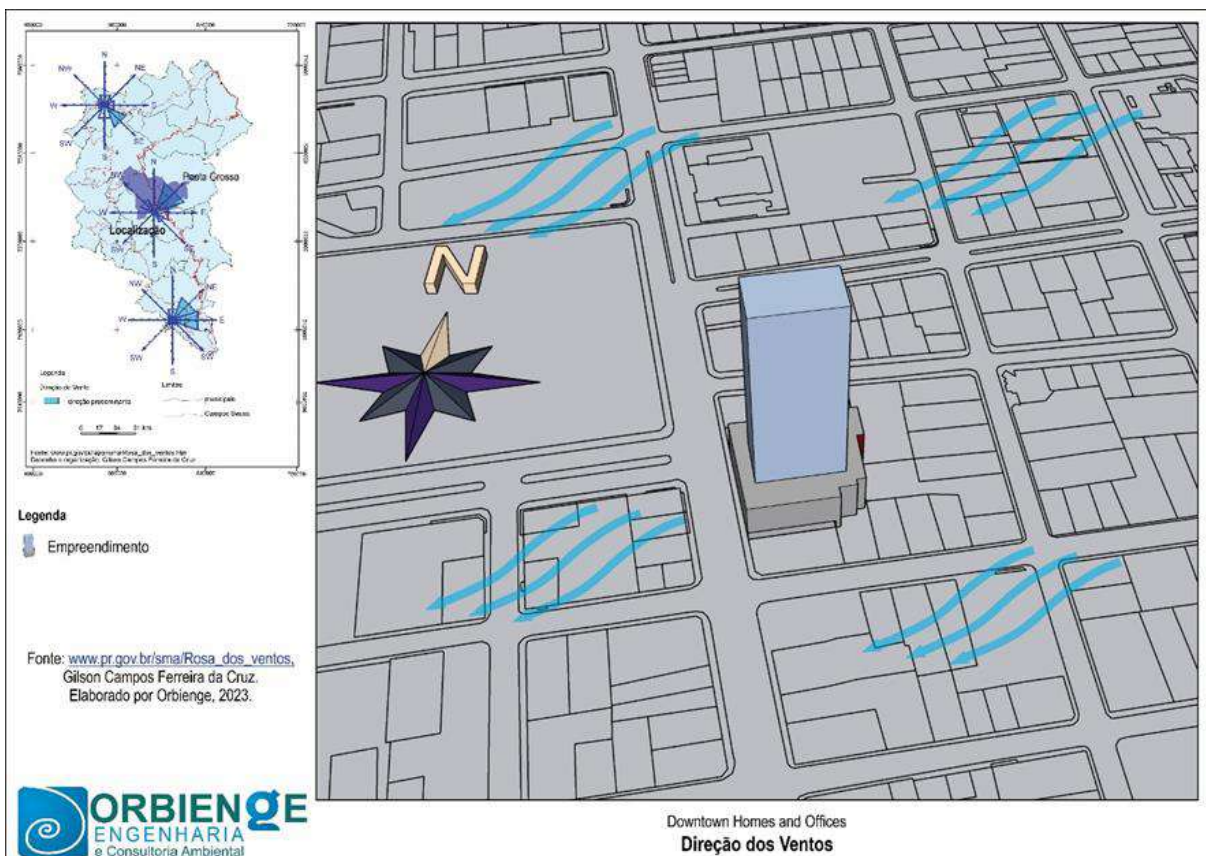 N
NW
NE
W
S
SW
SE
S
N
Ponta Grossa
W
E
Localização
SW
SE
S
N
NW
NE
W
E
SW
SW
S
Legenda
Direção do Vento
Limites
direção predominante
municipais
Campos Gerais
N
Legenda
Empreendimento
Fonte: www.pr.gov.br/sma/Rosa_dos_ventos,
Gilson Campos Ferreira da Cruz.
Elaborado por Orbienge, 2023.
ORBIENGE
ENGENHARIA
e Consultoria Ambiental
Downtown Homes and Offices
Direção dos Ventos